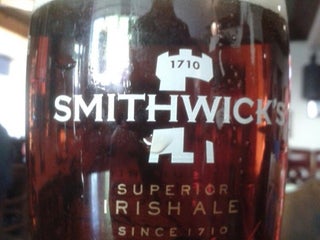 1710
SMITHWICK'S
SUPERIOR
IRISH ALE
SINCE 1710